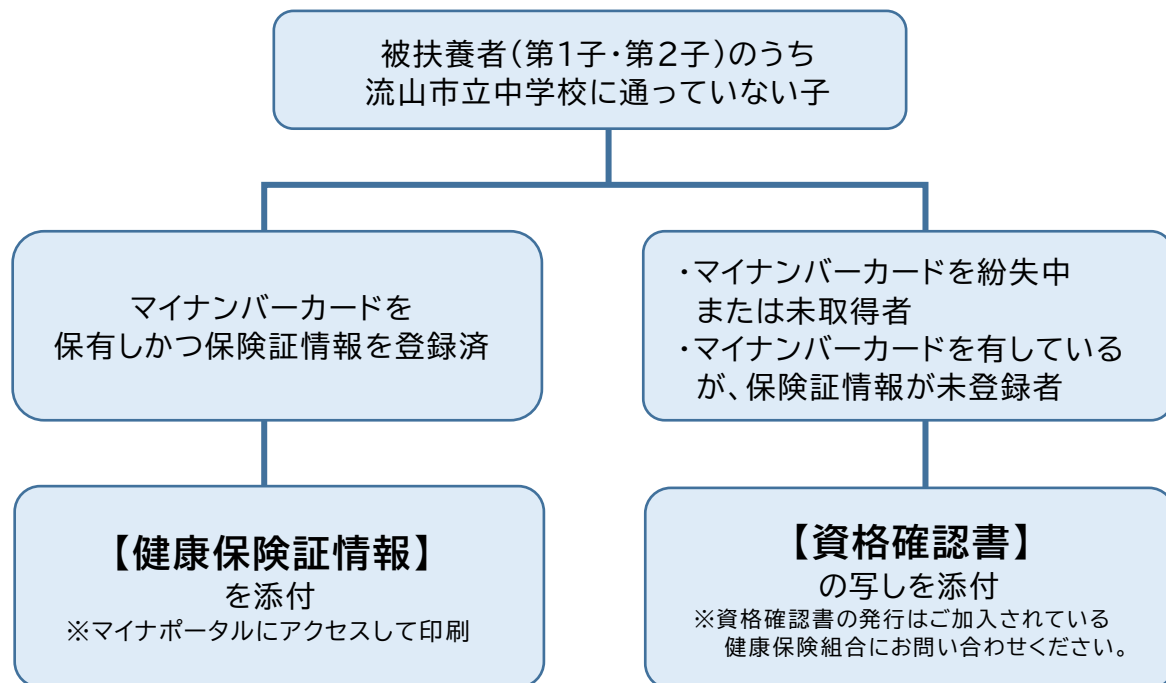 被扶養者(第1子・第2子)のうち
流山市立中学校に通っていない子
マイナンバーカードを
保有しかつ保険証情報を登録済
・マイナンバーカードを紛失中
または未取得者
・マイナンバーカードを有している
が、保険証情報が未登録者
【健康保険証情報】
を添付
※マイナポータルにアクセスして印刷
【資格確認書】
の写しを添付
※資格確認書の発行はご加入されている
健康保険組合にお問い合わせください。